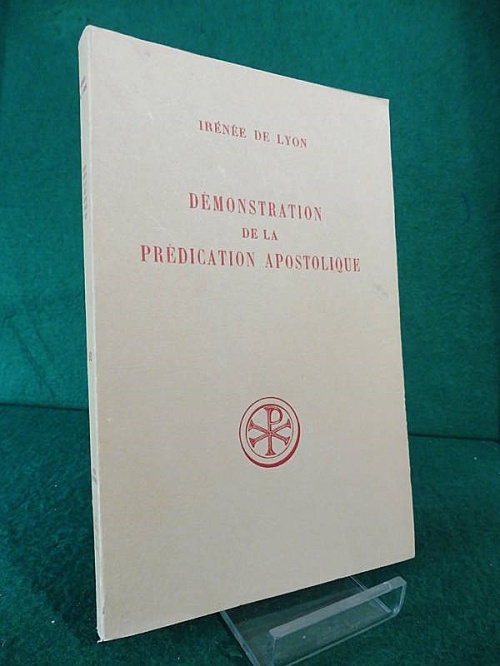 IRÉNÉE DE LYON
DÉMONSTRATION
DE LA
PRÉDICATION APOSTOLIQUE